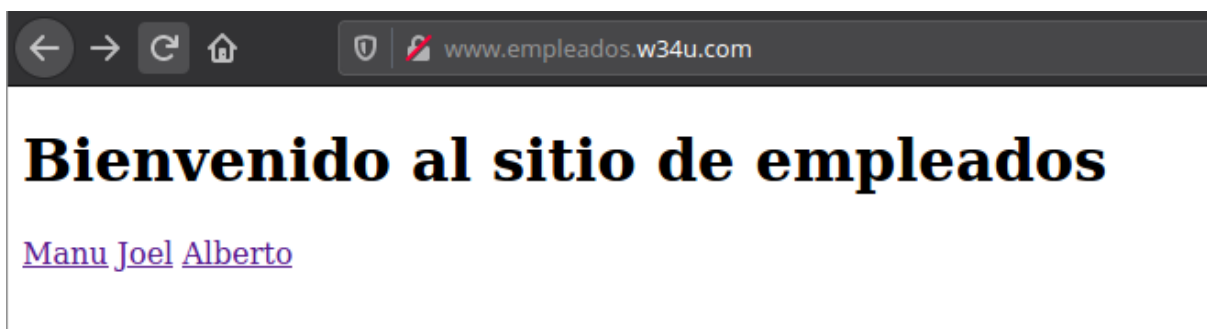 www.empleados.w34u.com
Bienvenido al sitio de empleados
Manu Joel Alberto